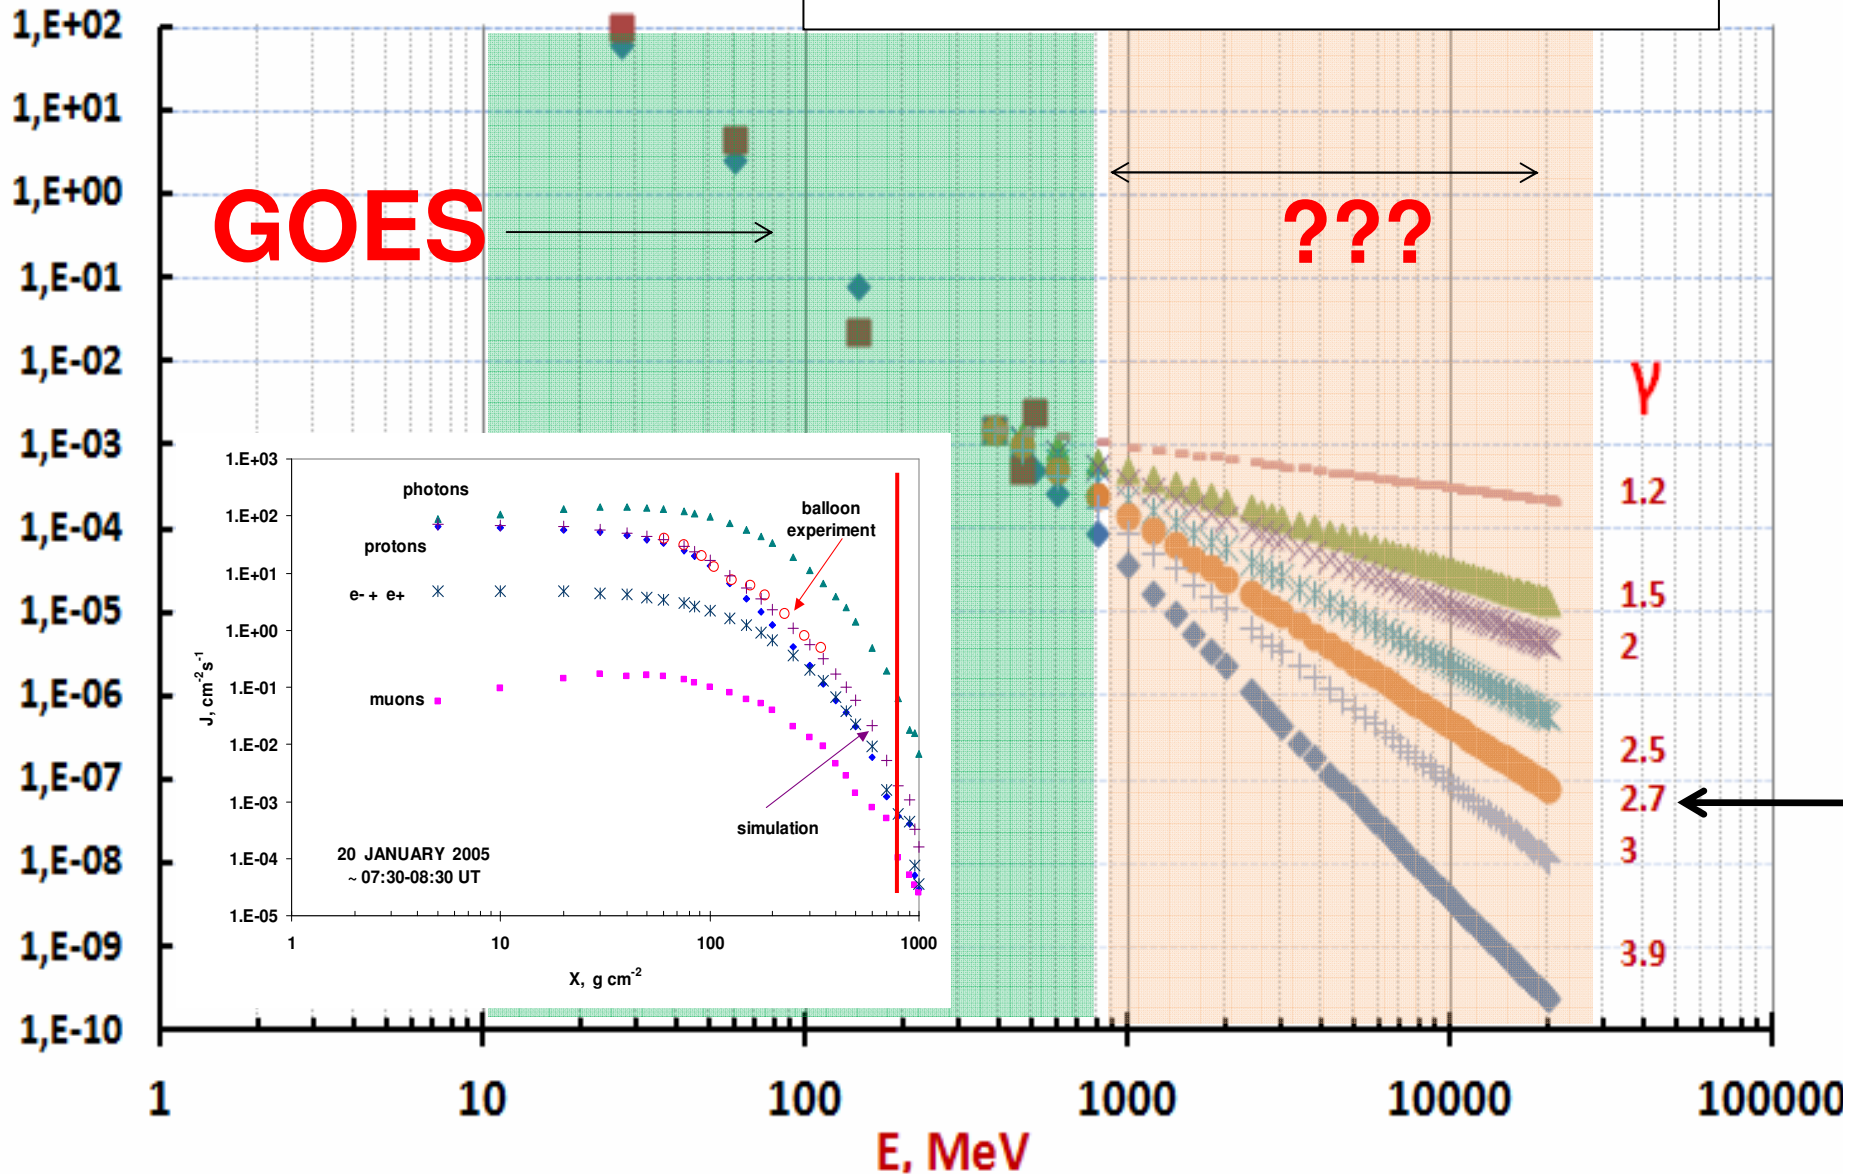 1,E+02
1,E+01
1,E+00
1,E-01
1,E-02
1,E-03
1,E-04
1,E-05
1,E-06
1,E-07
1,E-08
1,E-09
1,E-10
GOES
???
γ
1.2
1.5
2
2.5
2.7
3
3.9
1.E+03
1.E+02
1.E+01
1.E+00
1.E-01
1.E-02
1.E-03
1.E-04
1.E-05
J, cm-2s-1
photons
protons
e- + e+
muons
balloon
experiment
simulation
20 JANUARY 2005
~ 07:30-08:30 UT
1 10 100 1000
X, g cm-2
1 10 100 1000 10000 100000
E, MeV